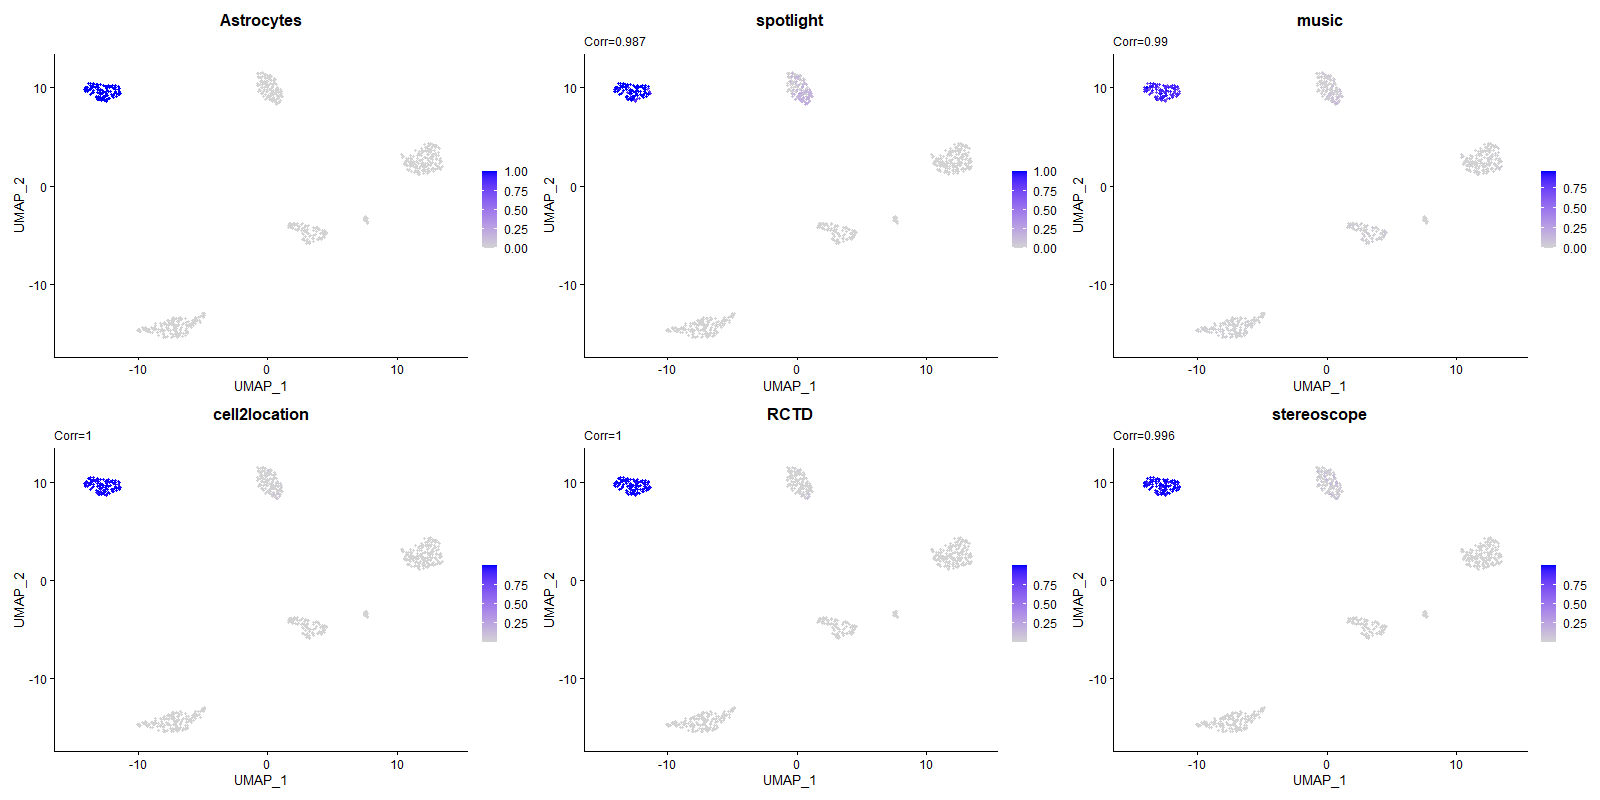 Astrocytes
10
0
-10
UMAP_2
-10
0
10
UMAP_1
1.00
0.75
0.50
0.25
0.00
spotlight
Corr=0.987
10
0
-10
UMAP_2
-10
0
10
UMAP_1
1.00
0.75
0.50
0.25
0.00
music
Corr=0.99
10
0
-10
UMAP_2
-10
0
10
UMAP_1
0.75
0.50
0.25
0.00
cell2location
Corr=1
10
0
-10
UMAP_2
-10
0
10
UMAP_1
0.75
0.50
0.25
RCTD
Corr=1
10
0
-10
UMAP_2
-10
0
10
UMAP_1
0.75
0.50
0.25
stereoscope
Corr=0.996
10
0
-10
UMAP_2
-10
0
10
UMAP_1
0.75
0.50
0.25